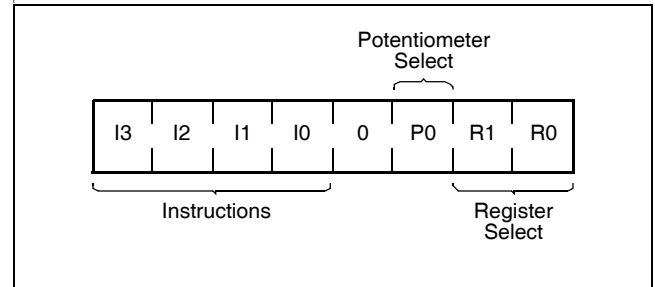 Potentiometer
Select
I3 I2 I1 I0 0 P0 R1 R0
Instructions
Register
Select